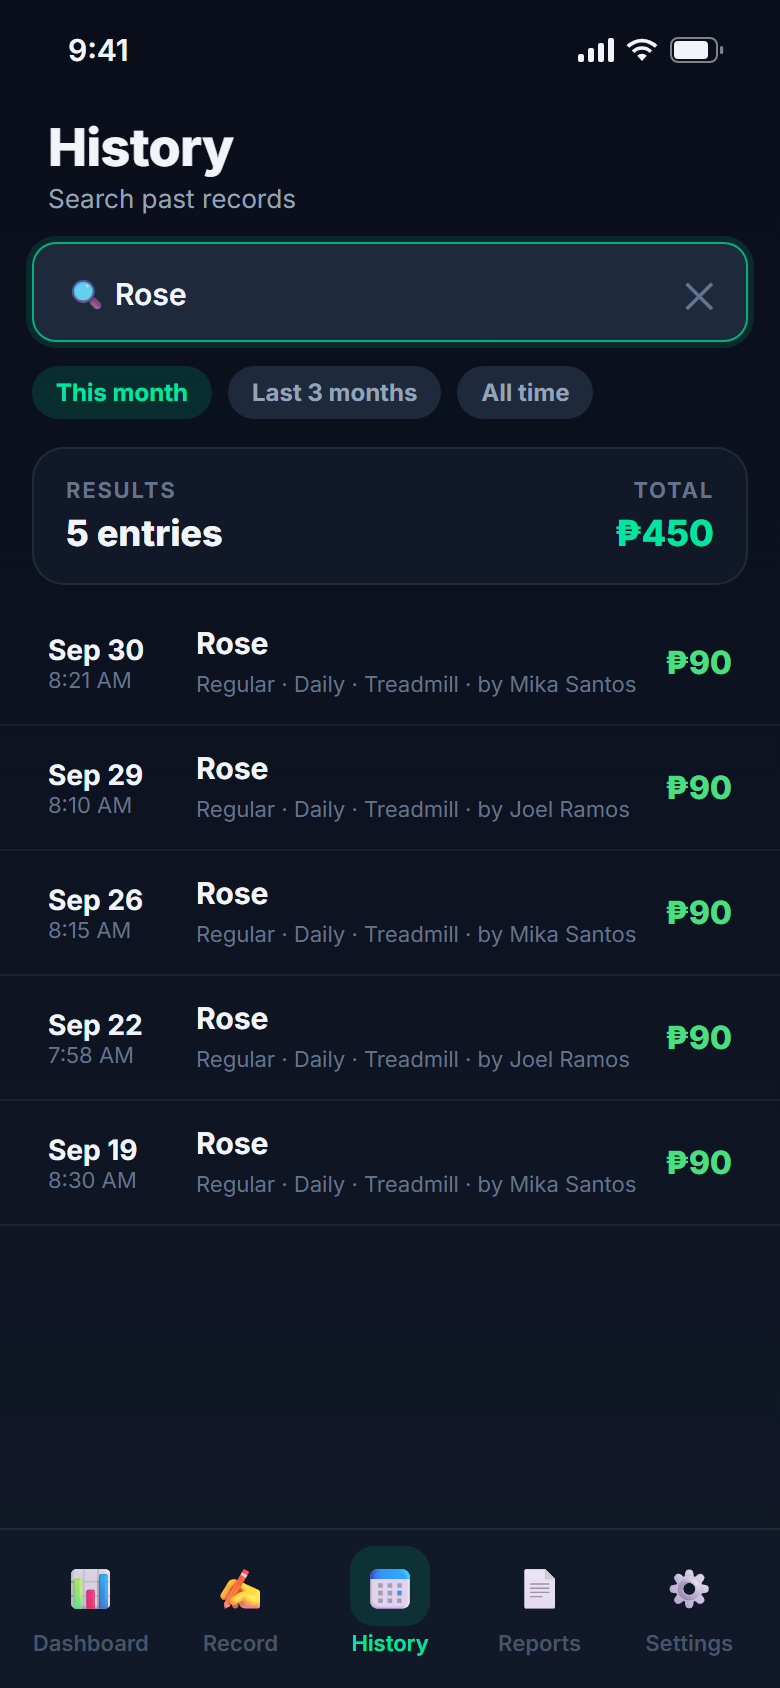 9:41
History
Search past records
Rose
This month Last 3 months All time
RESULTS TOTAL
5 entries ₱450
Sep 30 Rose ₱90
8:21 AM Regular · Daily · Treadmill · by Mika Santos
Sep 29 Rose ₱90
8:10 AM Regular · Daily · Treadmill · by Joel Ramos
Sep 26 Rose ₱90
8:15 AM Regular · Daily · Treadmill · by Mika Santos
Sep 22 Rose ₱90
7:58 AM Regular · Daily · Treadmill · by Joel Ramos
Sep 19 Rose ₱90
8:30 AM Regular · Daily · Treadmill · by Mika Santos
Dashboard Record History Reports Settings